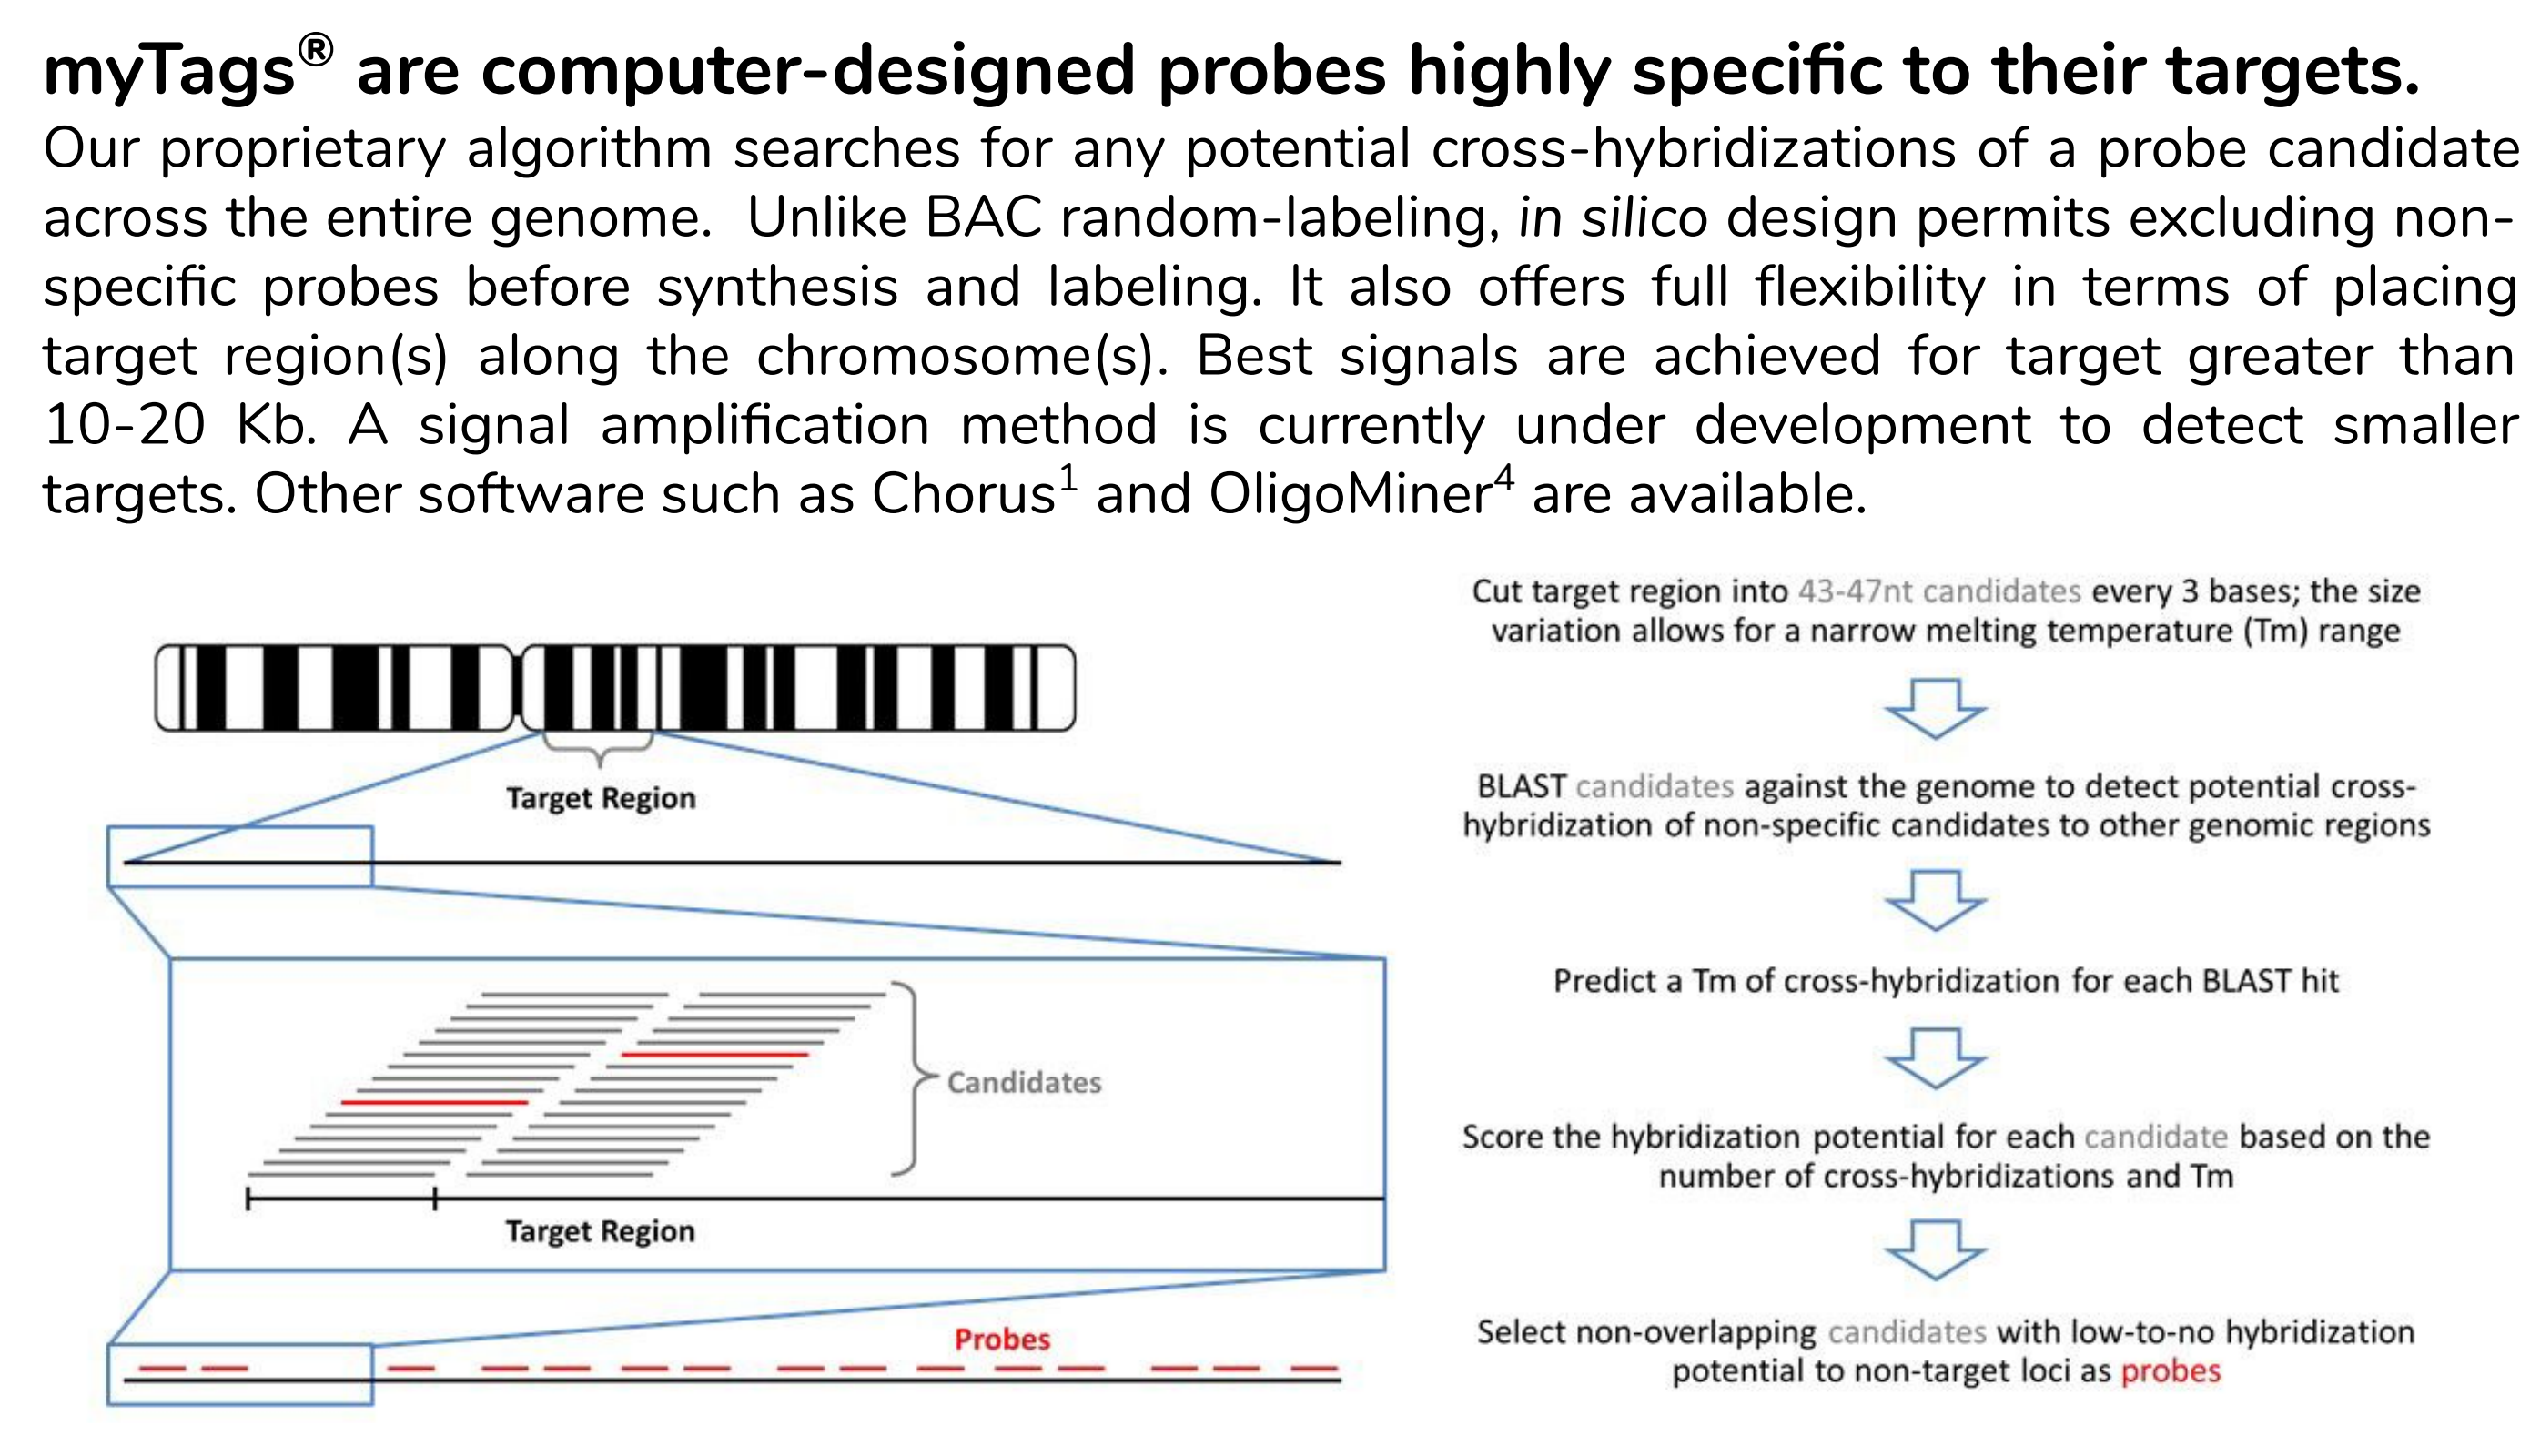 myTags® are computer-designed probes highly specific to their targets.
Our proprietary algorithm searches for any potential cross-hybridizations of a probe candidate
across the entire genome.  Unlike BAC random-labeling, in silico design permits excluding non-
specific probes before synthesis and labeling. It also offers full flexibility in terms of placing
target region(s) along the chromosome(s). Best signals are achieved for target greater than
10-20 Kb. A signal amplification method is currently under development to detect smaller
targets. Other software such as Chorus¹ and OligoMiner⁴ are available.
Target Region
Candidates
Target Region
Probes
Cut target region into 43-47nt candidates every 3 bases; the size
variation allows for a narrow melting temperature (Tm) range
BLAST candidates against the genome to detect potential cross-
hybridization of non-specific candidates to other genomic regions
Predict a Tm of cross-hybridization for each BLAST hit
Score the hybridization potential for each candidate based on the
number of cross-hybridizations and Tm
Select non-overlapping candidates with low-to-no hybridization
potential to non-target loci as probes